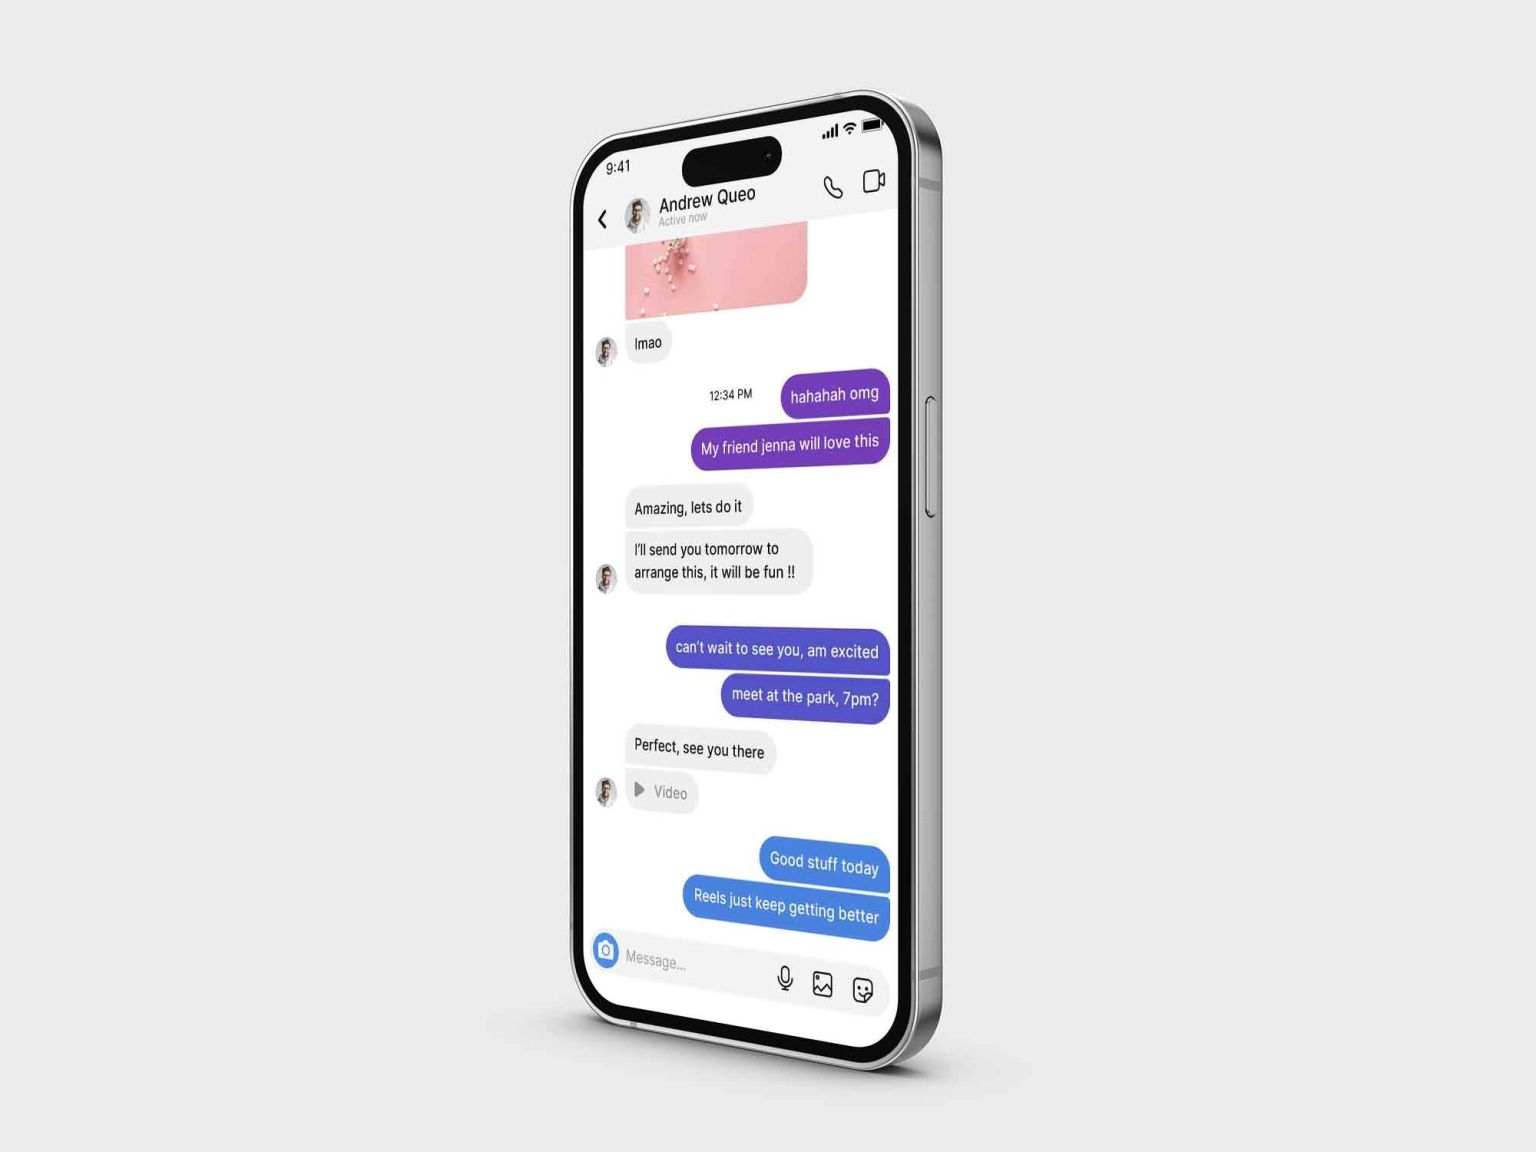 9:41
Andrew Queo
Active now
lmao
12:34 PM
hahahah omg
My friend jenna will love this
Amazing, lets do it
I'll send you tomorrow to
arrange this, it will be fun !!
can't wait to see you, am excited
meet at the park, 7pm?
Perfect, see you there
Video
Good stuff today
Reels just keep getting better
Message...